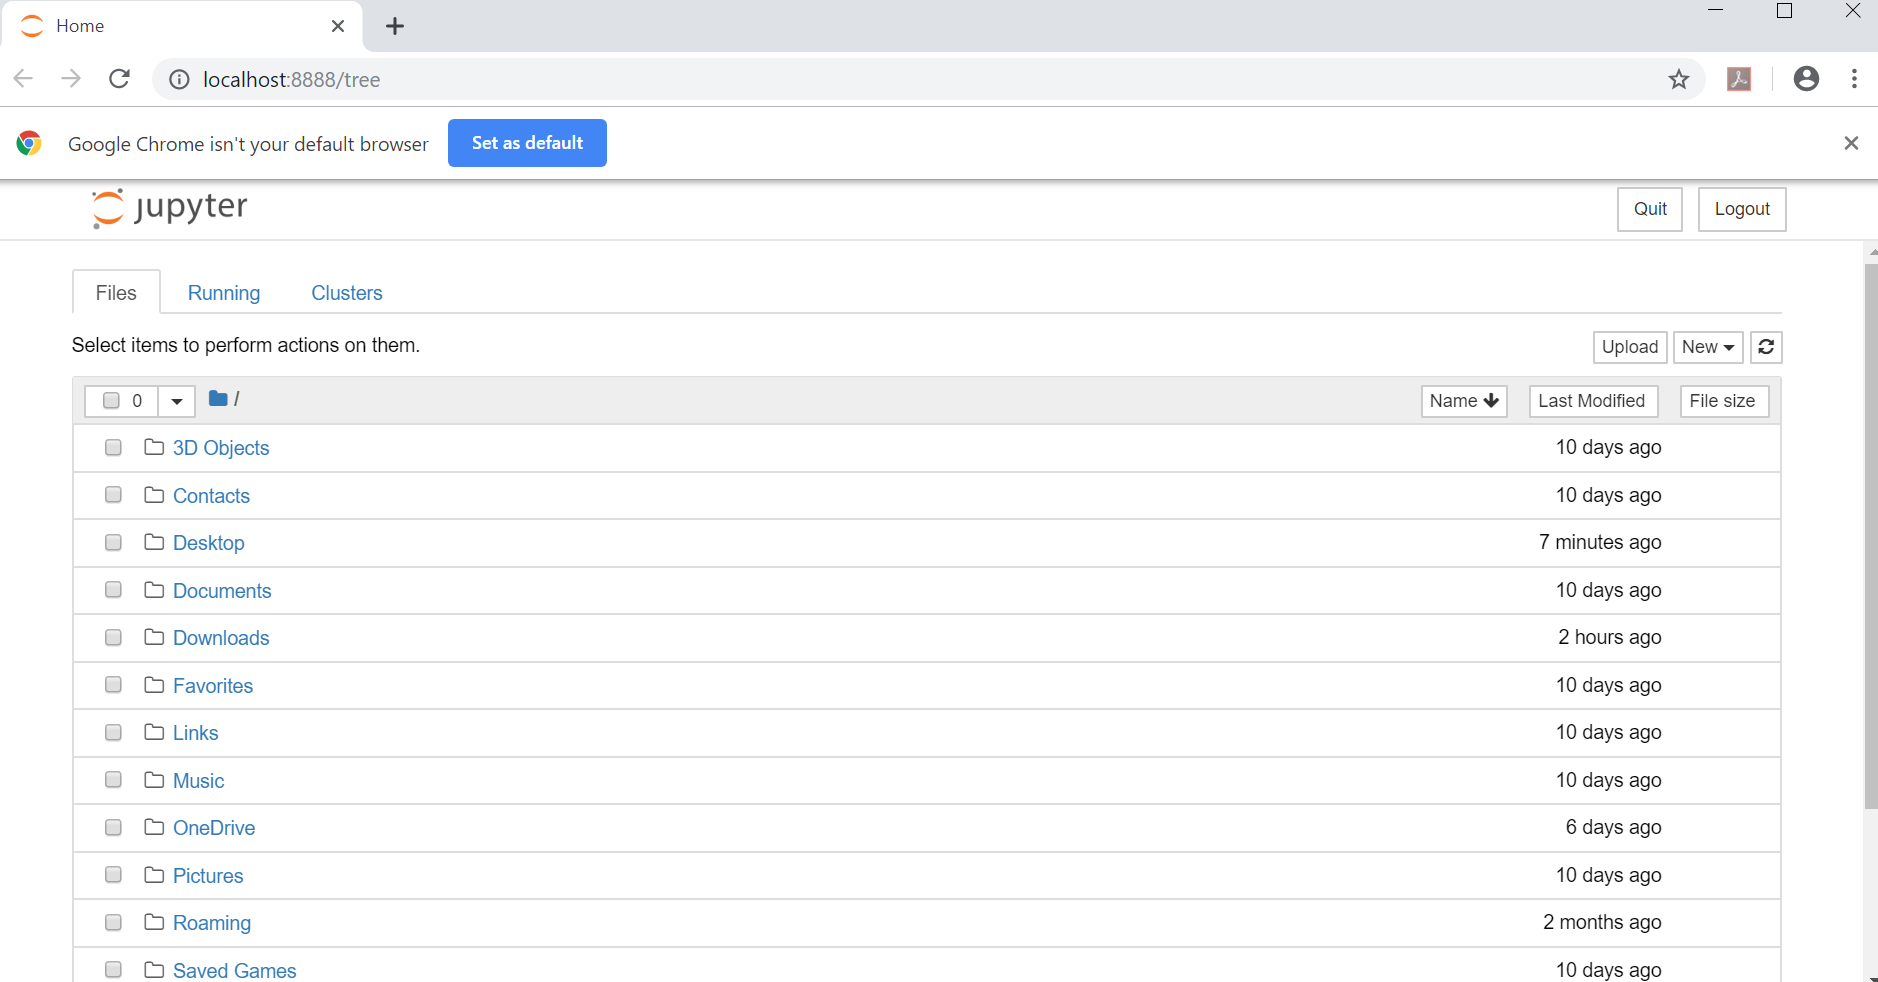 Home
localhost:8888/tree
Google Chrome isn't your default browser Set as default
jupyter Quit Logout
Files Running Clusters
Select items to perform actions on them. Upload New
0 / Name Last Modified File size
3D Objects 10 days ago
Contacts 10 days ago
Desktop 7 minutes ago
Documents 10 days ago
Downloads 2 hours ago
Favorites 10 days ago
Links 10 days ago
Music 10 days ago
OneDrive 6 days ago
Pictures 10 days ago
Roaming 2 months ago
Saved Games 10 days ago